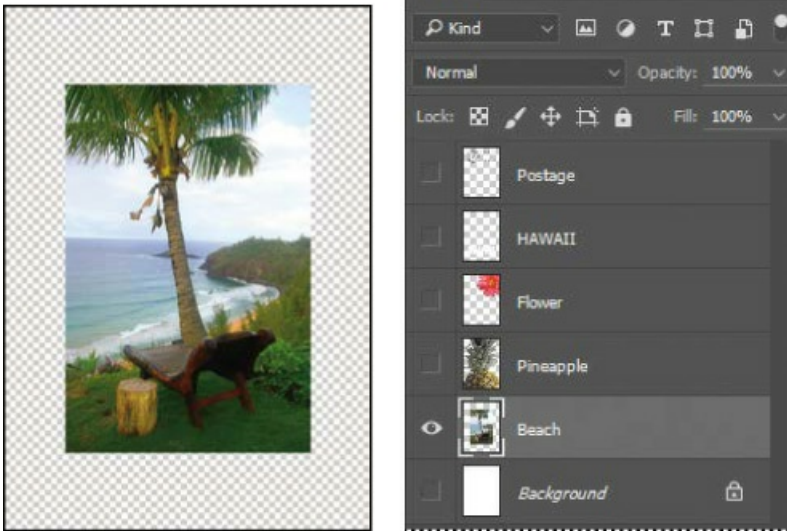 Kind
Normal Opacity: 100%
Lock: Fill: 100%
Postage
HAWAII
Flower
Pineapple
Beach
Background